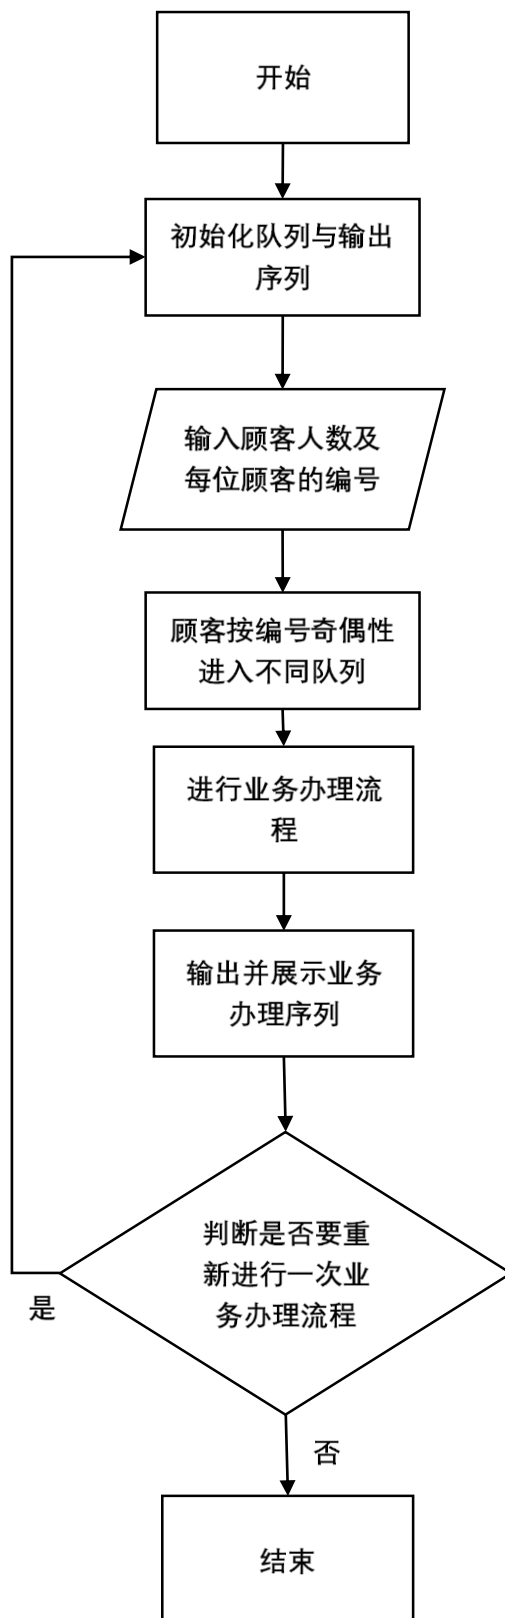 开始
初始化队列与输出
序列
输入顾客人数及
每位顾客的编号
顾客按编号奇偶性
进入不同队列
进行业务办理流
程
输出并展示业务
办理序列
判断是否要重
新进行一次业
务办理流程
是
否
结束